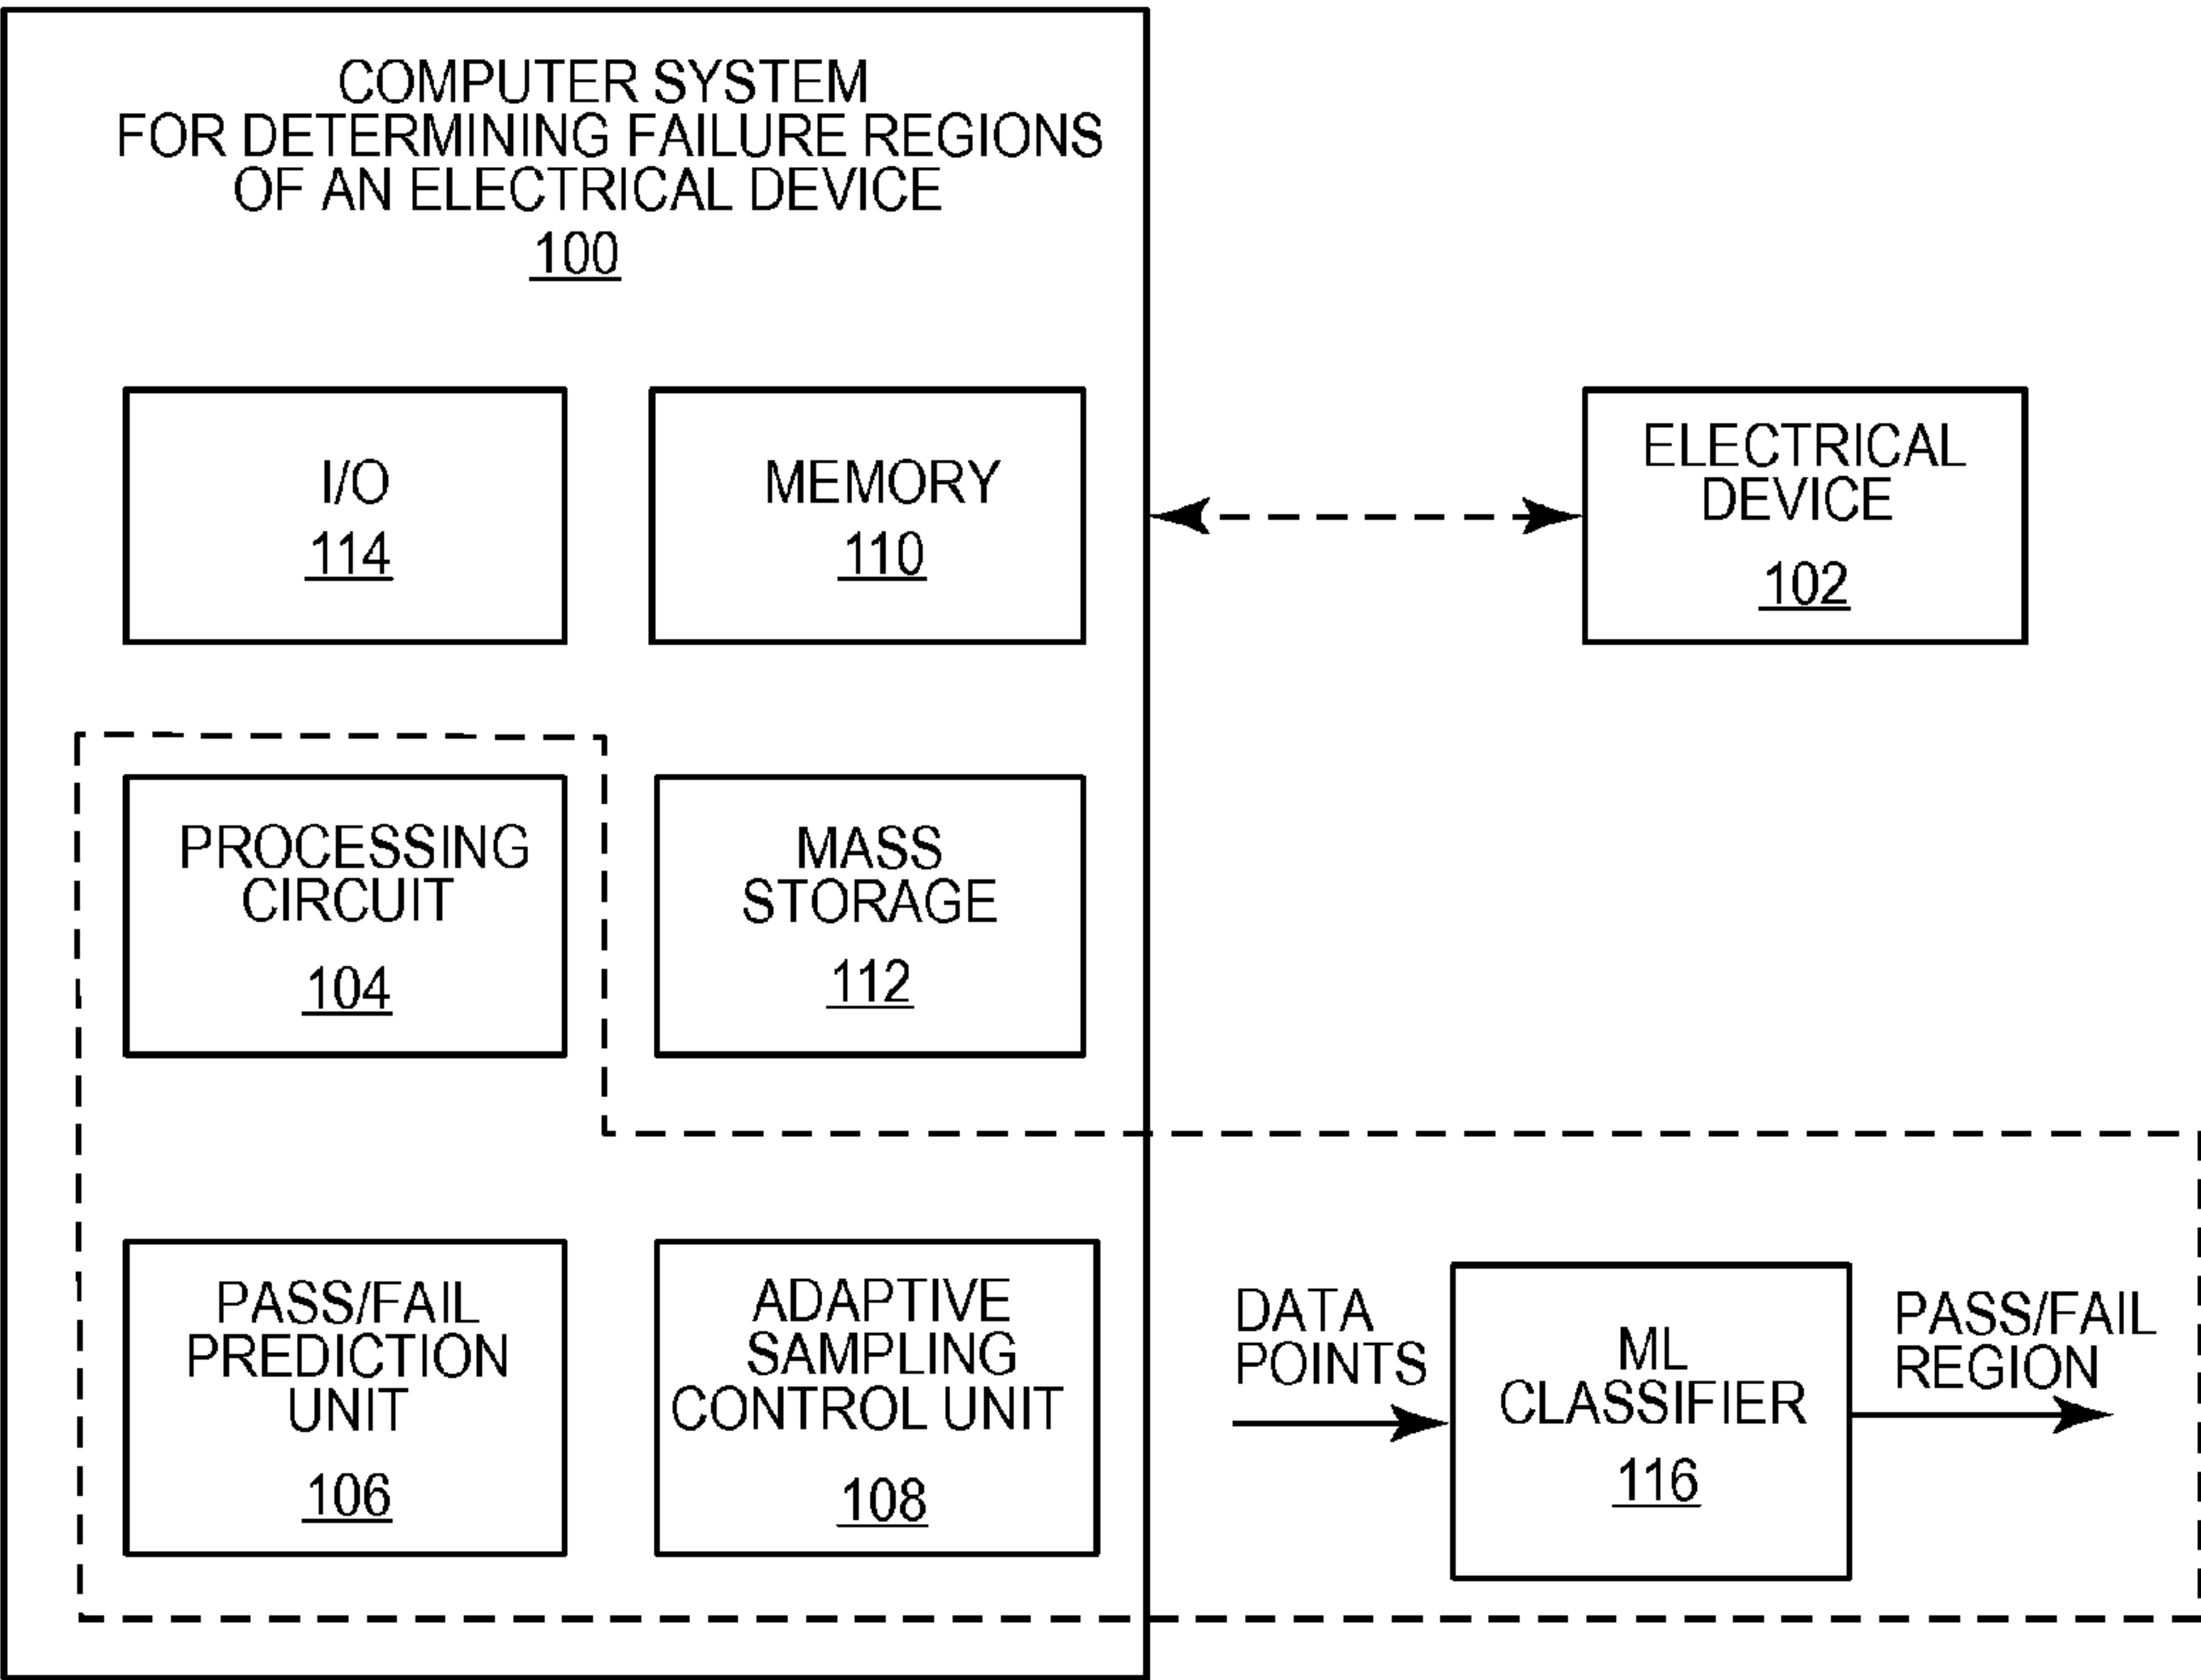 COMPUTER SYSTEM
FOR DETERMINING FAILURE REGIONS
OF AN ELECTRICAL DEVICE
100
I/O
114
MEMORY
110
ELECTRICAL
DEVICE
102
PROCESSING
CIRCUIT
104
MASS
STORAGE
112
PASS/FAIL
PREDICTION
UNIT
106
ADAPTIVE
SAMPLING
CONTROL UNIT
108
DATA
POINTS
ML
CLASSIFIER
116
PASS/FAIL
REGION